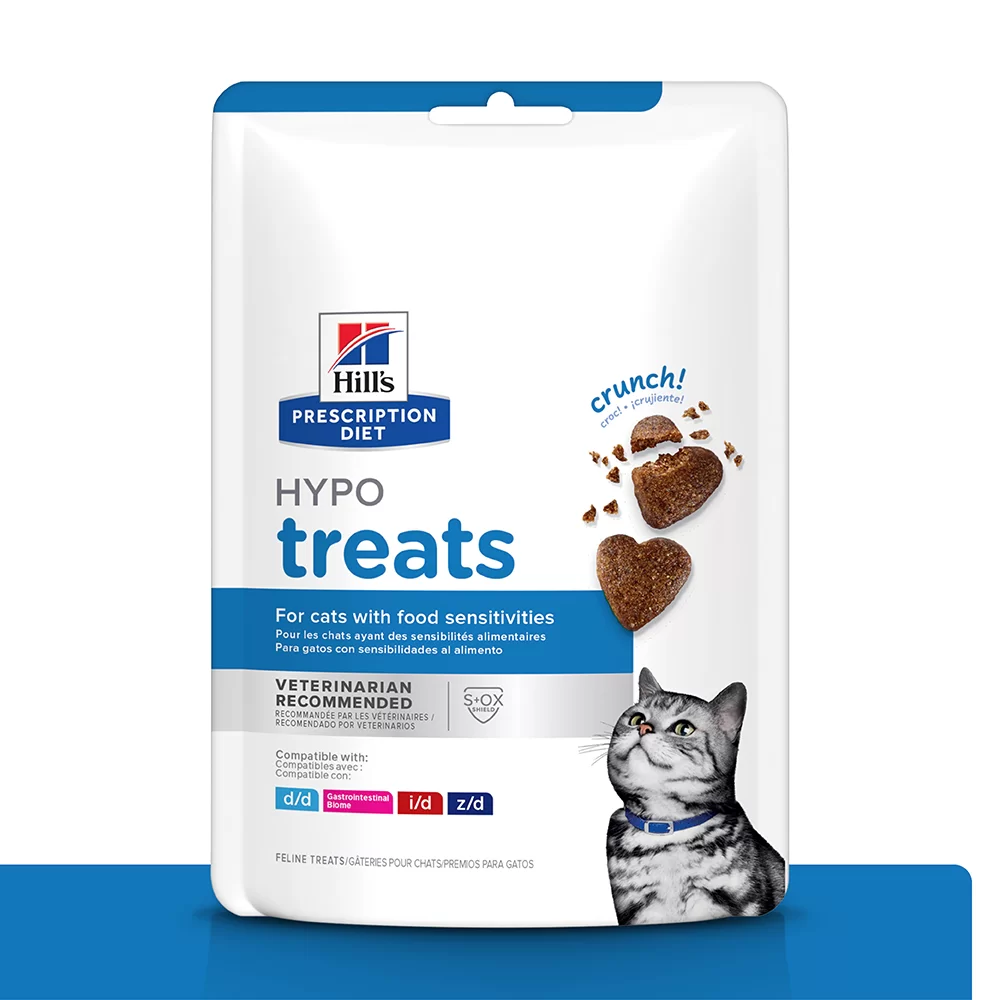 Hill's
PRESCRIPTION
DIET
HYPO
treats
crunch!
croc! • ¡crujiente!
For cats with food sensitivities
Pour les chats ayant des sensibilités alimentaires
Para gatos con sensibilidades al alimento
VETERINARIAN
RECOMMENDED
RECOMMANDÉE PAR LES VÉTÉRINAIRES /
RECOMENDADO POR VETERINARIOS
S+OX
SHIELD
Compatible with:
Compatibles avec :
Compatible con:
d/d
Gastrointestinal
Biome
i/d
z/d
FELINE TREATS/GÂTERIES POUR CHATS/PREMIOS PARA GATOS